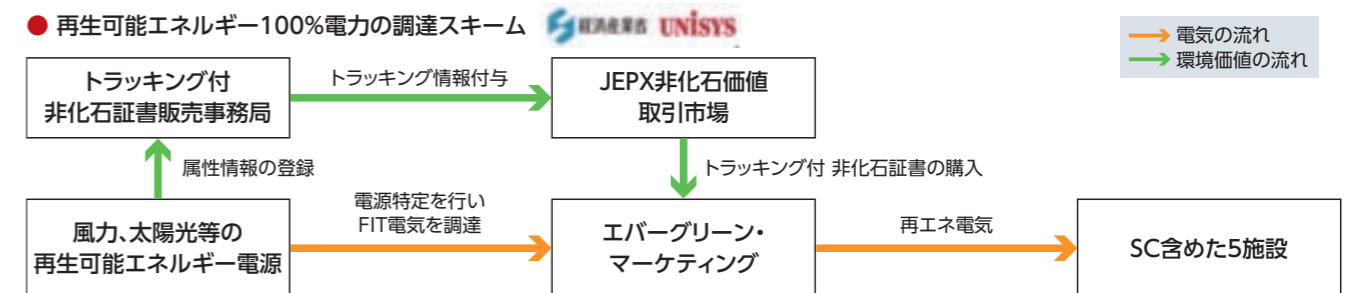 ● 再生可能エネルギー100%電力の調達スキーム 経済産業省 UNISYS
電気の流れ
環境価値の流れ
トラッキング付
非化石証書販売事務局
トラッキング情報付与
JEPX非化石価値
取引市場
属性情報の登録
トラッキング付 非化石証書の購入
風力、太陽光等の
再生可能エネルギー電源
電源特定を行い
FIT電気を調達
エバーグリーン・
マーケティング
再エネ電気
SC含めた5施設